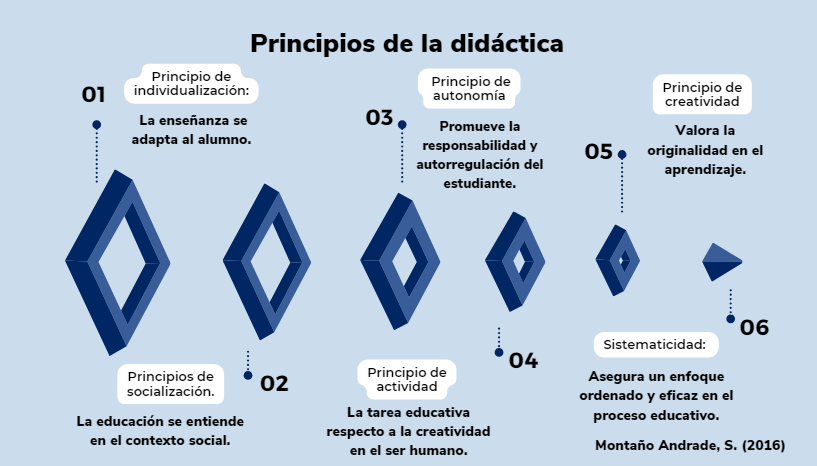 Principios de la didáctica
01
Principio de
individualización:
La enseñanza se
adapta al alumno.
02
Principios de
socialización.
La educación se entiende
en el contexto social.
03
Principio de
autonomía
Promueve la
responsabilidad y
autorregulación del
estudiante.
04
Principio de
actividad
La tarea educativa
respecto a la creatividad
en el ser humano.
05
Principio de
creatividad
Valora la
originalidad en el
aprendizaje.
06
Sistematicidad:
Asegura un enfoque
ordenado y eficaz en el
proceso educativo.
Montaño Andrade, S. (2016)